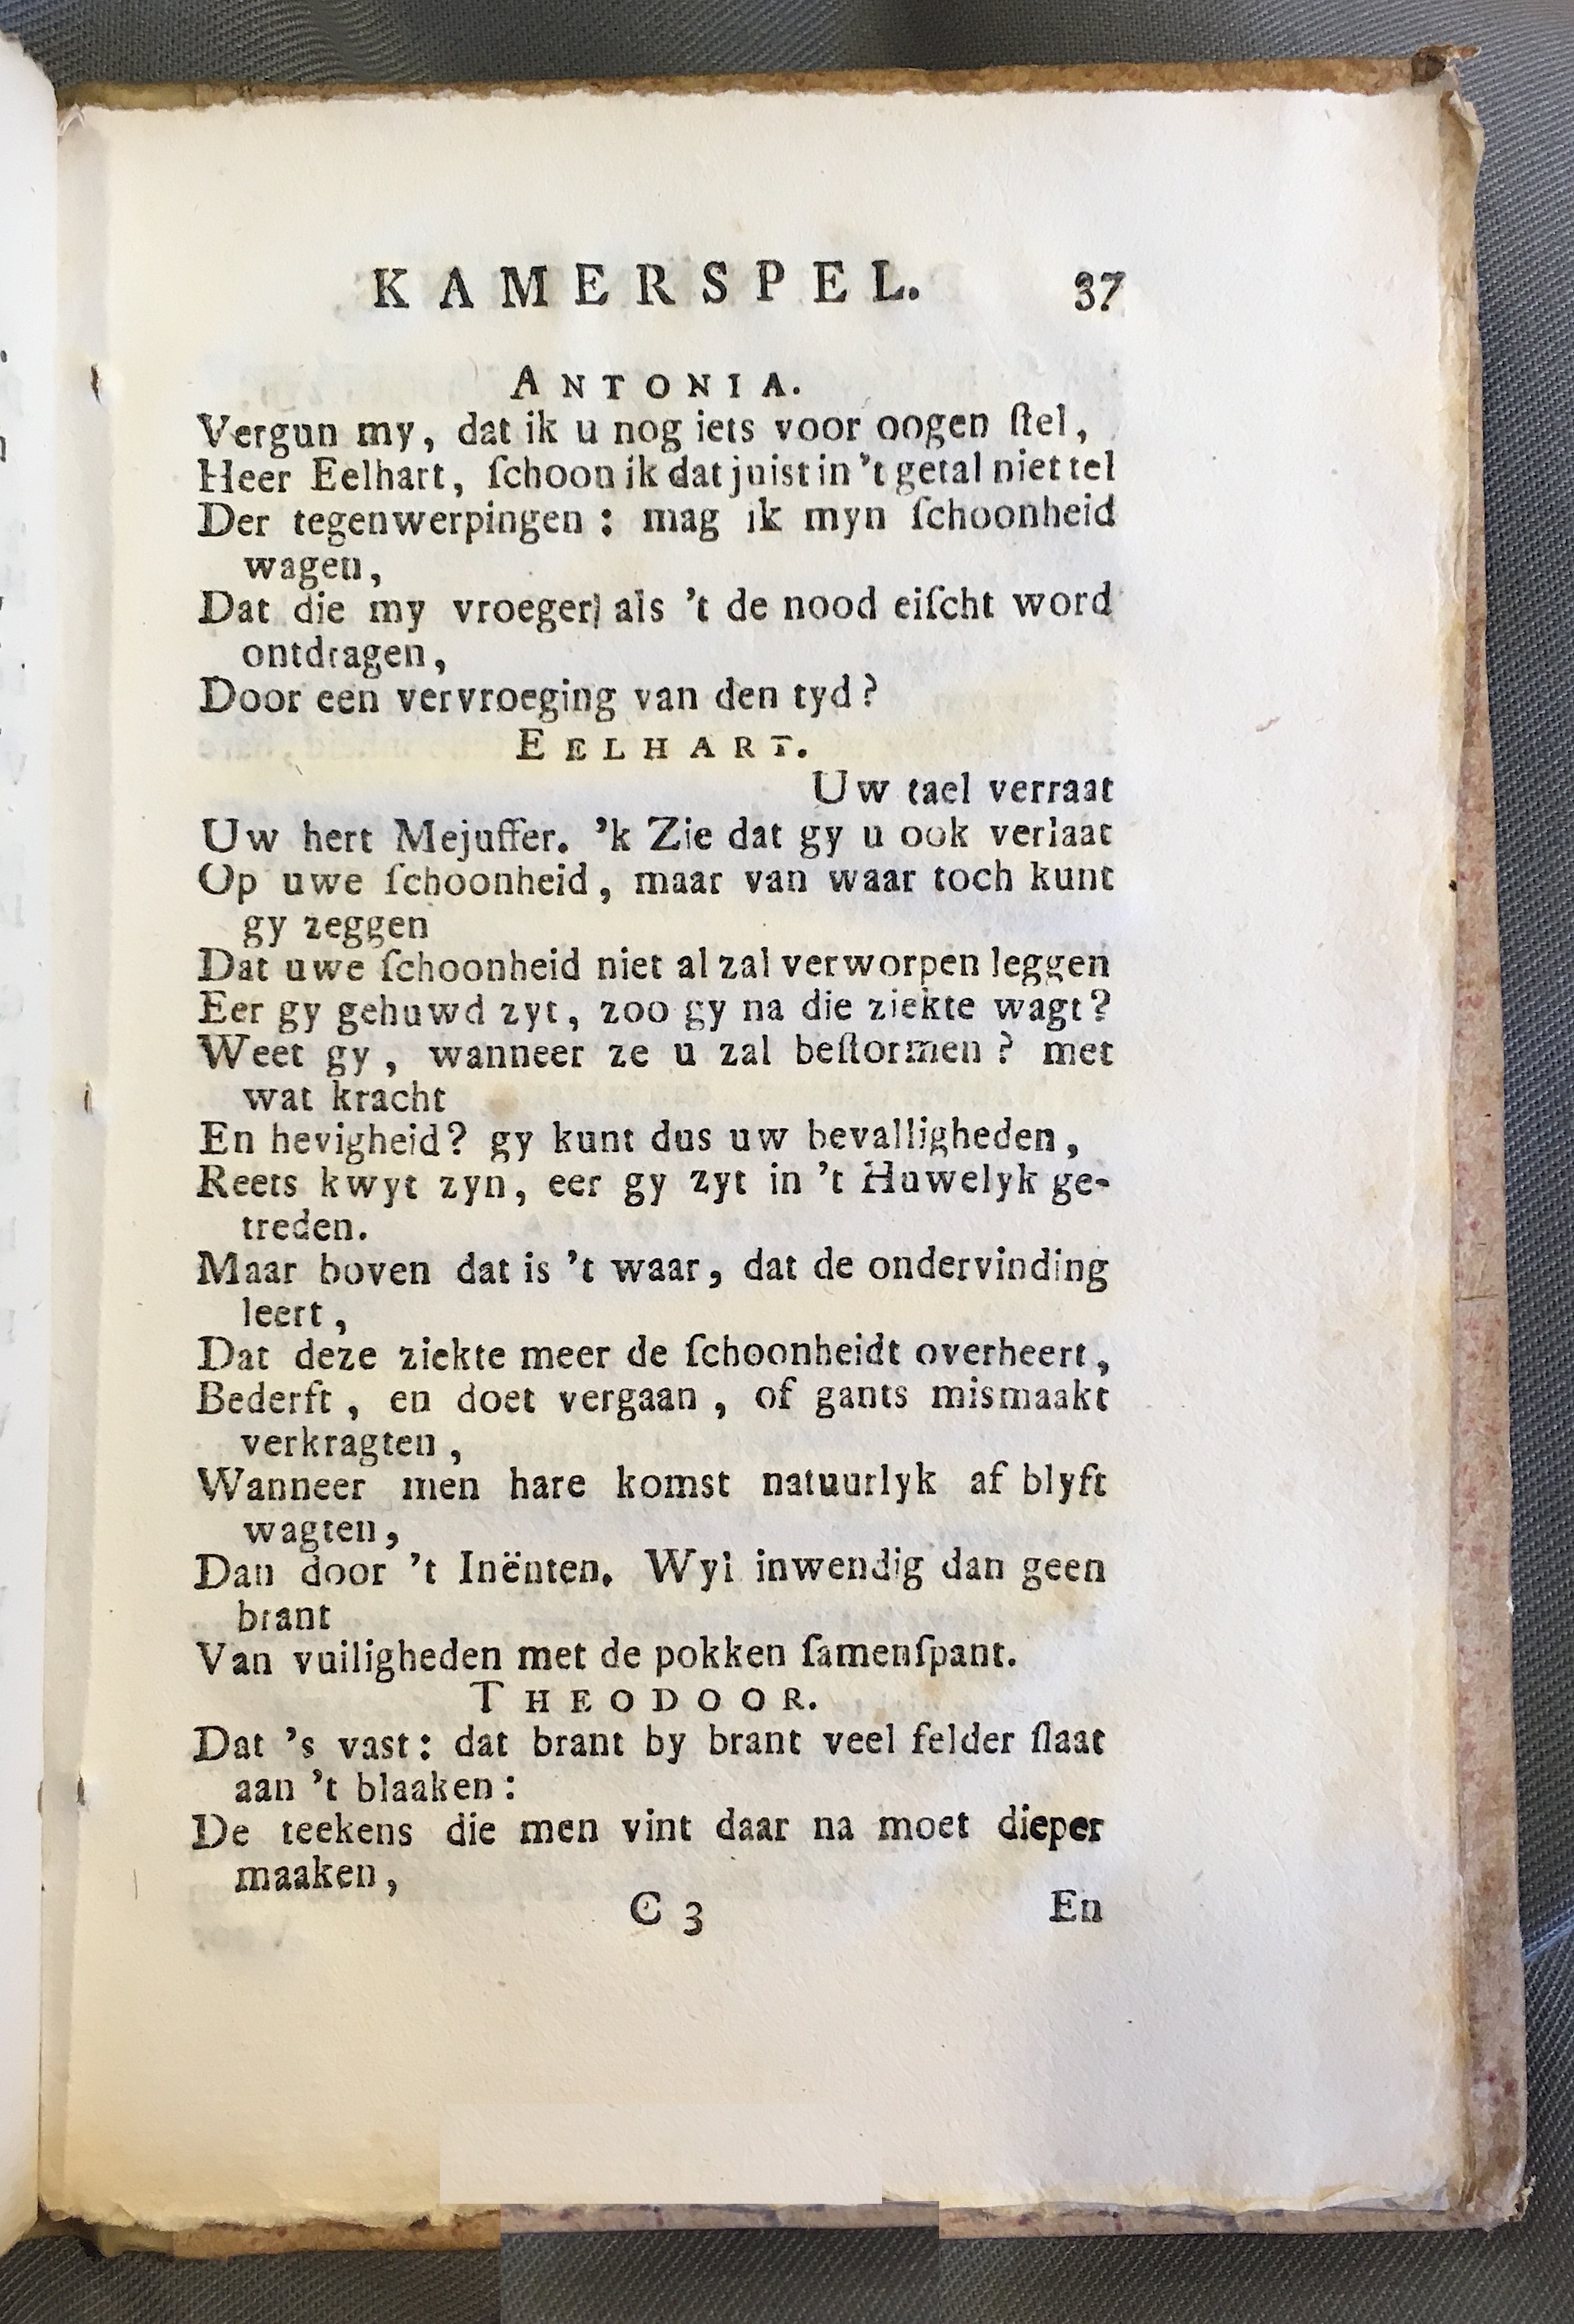 KAMERSPEL. 37
ANTONIA.
Vergun my, dat ik u nog iets voor oogen ſtel,
Heer Eelhart, ſchoon ik dat juist in 't getal niet tel
Der tegenwerpingen : mag ik myn ſchoonheid
wagen,
Dat die my vroeger als 't de nood eiſcht word
ontdragen,
Door een vervroeging van den tyd?
EELHART.
Uw tael verraat
Uw hert Mejuffer. 'k Zie dat gy u ook verlaat
Op uwe ſchoonheid, maar van waar toch kunt
gy zeggen
Dat uwe ſchoonheid niet al zal verworpen leggen
Eer gy gehuwd zyt, zoo gy na die ziekte wagt?
Weet gy, wanneer ze u zal beſtormen? met
wat kracht
En hevigheid? gy kunt dus uw bevalligheden,
Reets kwyt zyn, eer gy zyt in 't Huwelyk ge-
treden.
Maar boven dat is 't waar, dat de ondervinding
leert,
Dat deze ziekte meer de ſchoonheidt overheert,
Bederft, en doet vergaan, of gants mismaakt
verkragten,
Wanneer men hare komst natuurlyk af blyft
wagten,
Dan door 't Inënten. Wyl inwendig dan geen
brant
Van vuiligheden met de pokken ſamenſpant.
THEODOOR.
Dat 's vast: dat brant by brant veel felder ſlaat
aan 't blaaken:
De teekens die men vint daar na moet dieper
maaken,
C 3 En